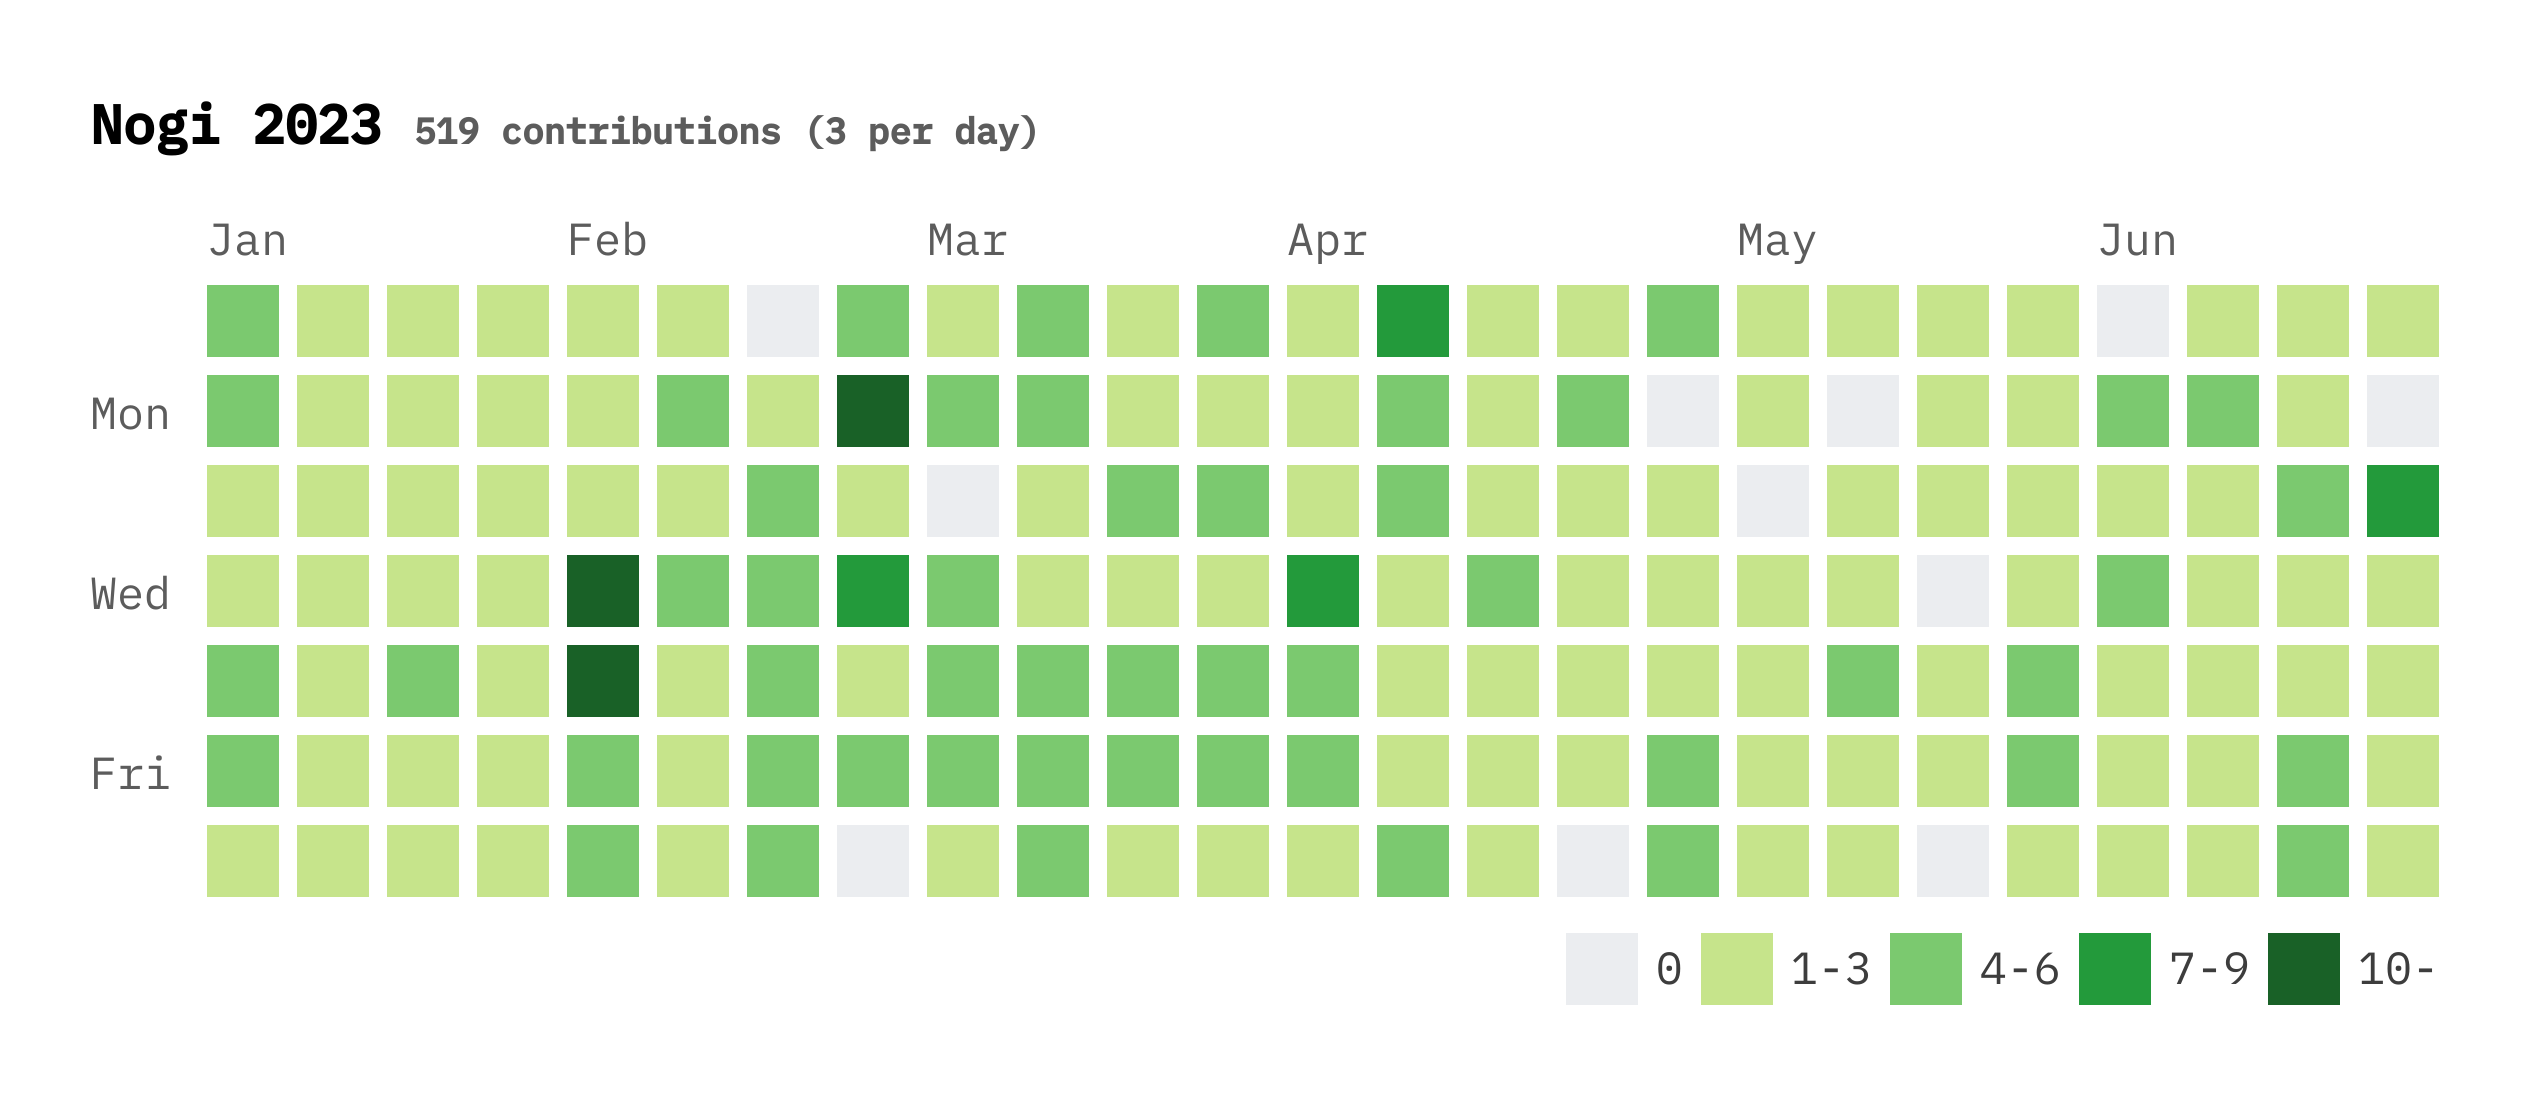 Nogi 2023 519 contributions (3 per day)
Jan Feb Mar Apr May Jun
Mon
Wed
Fri
0 1-3 4-6 7-9 10-